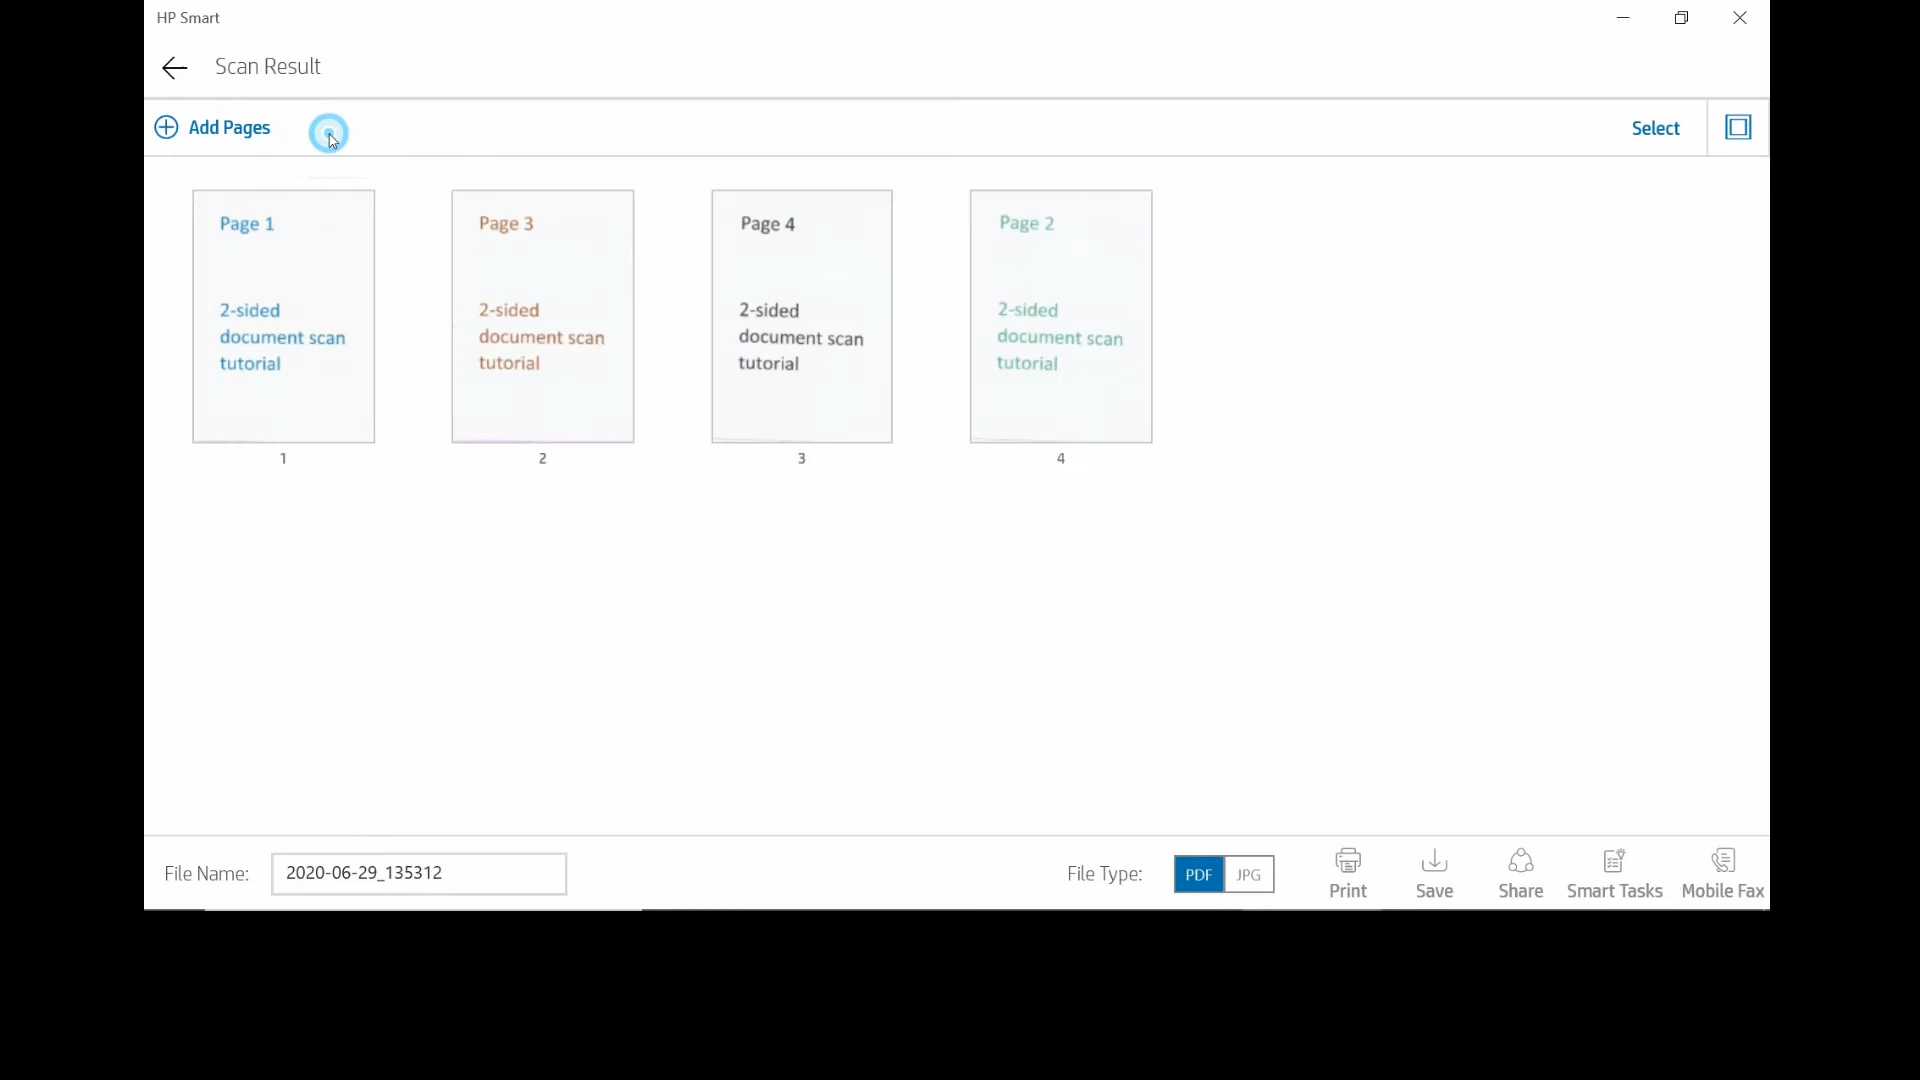 HP Smart
Scan Result
Add Pages
Select
Page 1
2-sided
document scan
tutorial
1
Page 3
2-sided
document scan
tutorial
2
Page 4
2-sided
document scan
tutorial
3
Page 2
2-sided
document scan
tutorial
4
File Name: 2020-06-29_135312
File Type: PDF JPG
Print
Save
Share
Smart Tasks
Mobile Fax